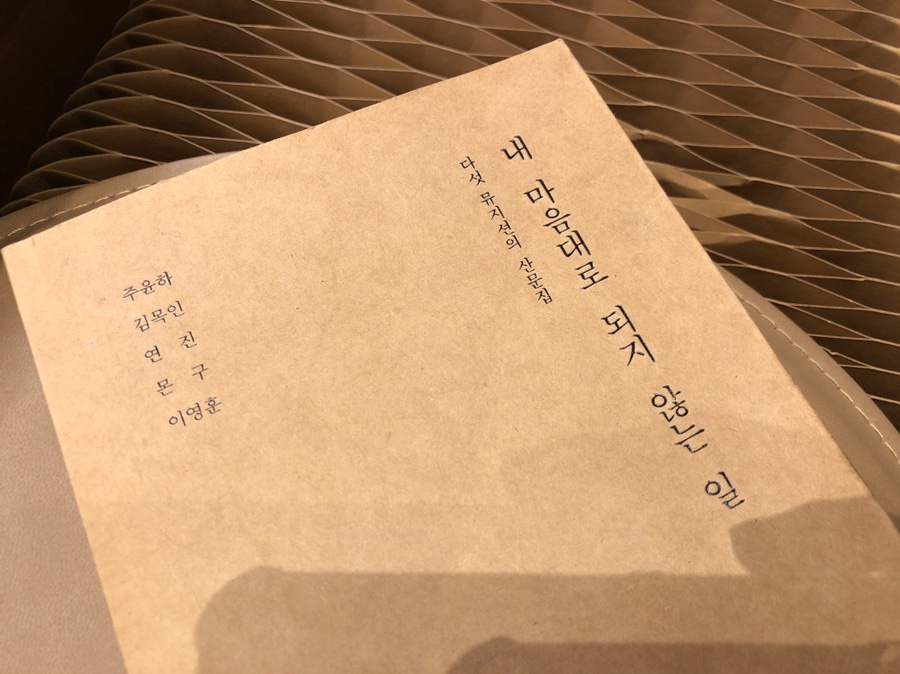 내 마음대로 되지 않는 일
다섯 뮤지션의 산문집
주윤하
김목인
연 진
몬 구
이영훈